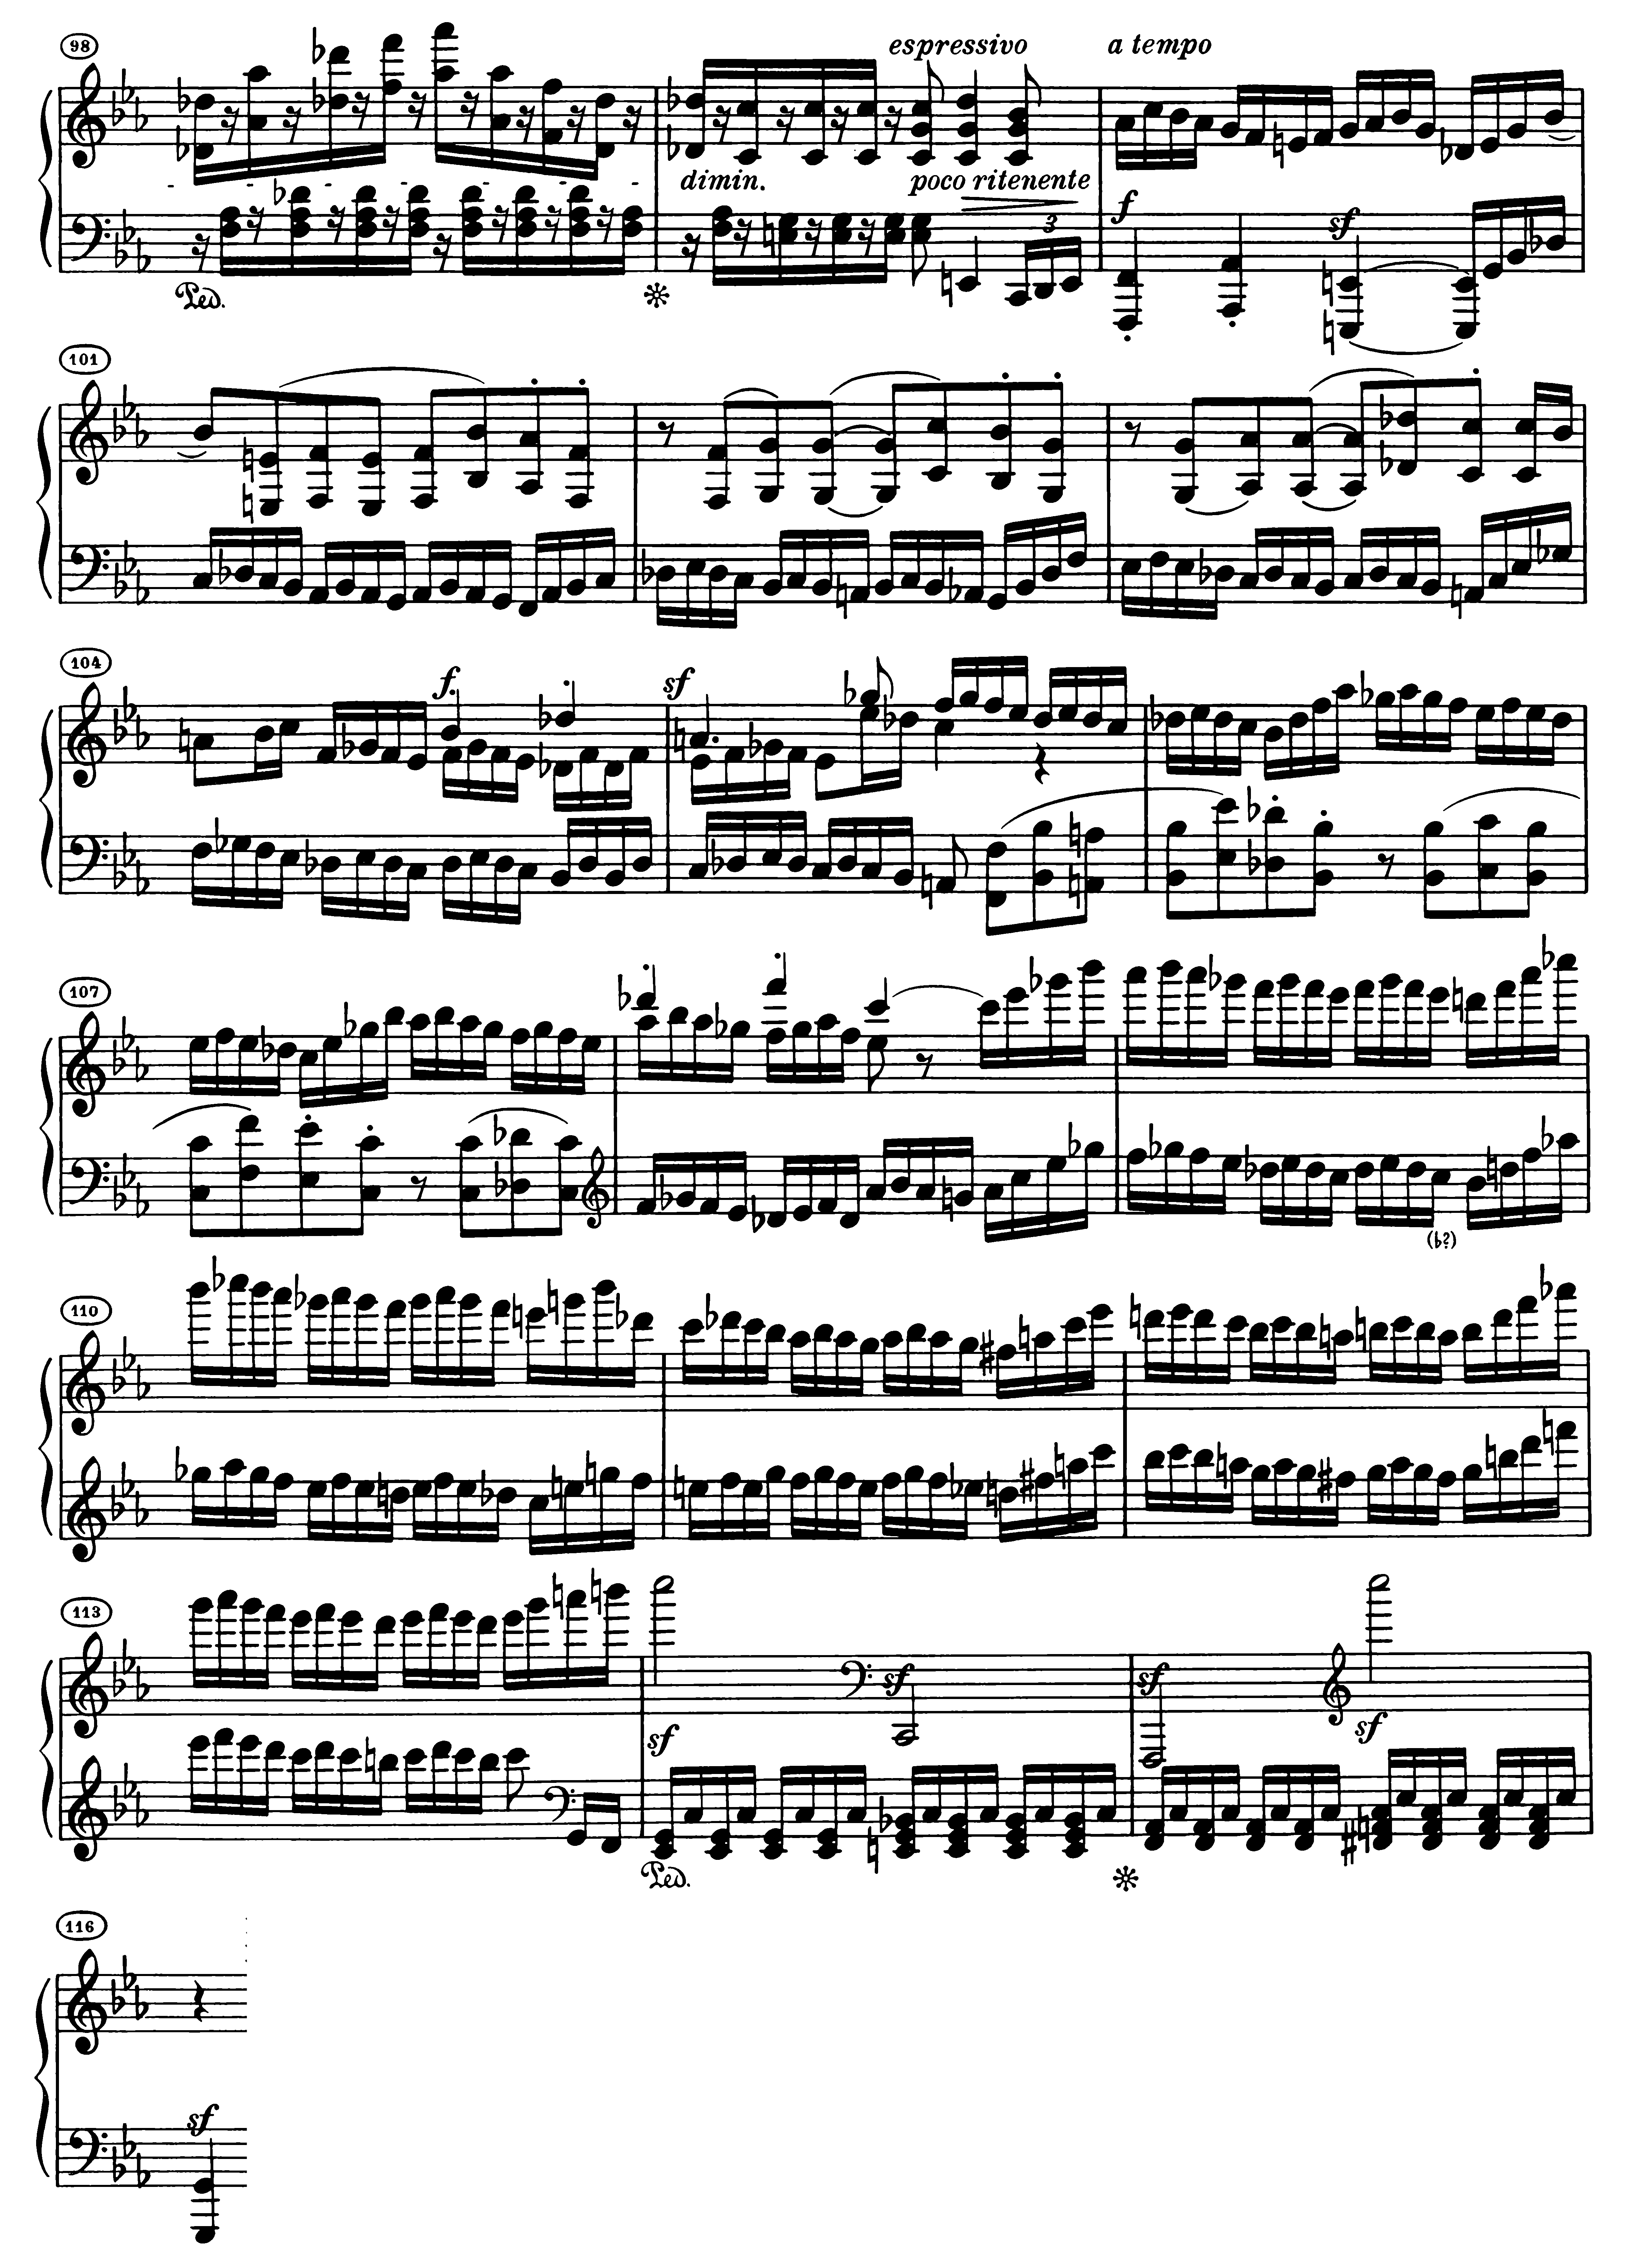 98 espressivo a tempo
dimin. poco ritenente
f sf
3
Ped.
101
104 f sf
107
(♭?)
110
113
sf sf sf sf
Ped.
116
sf